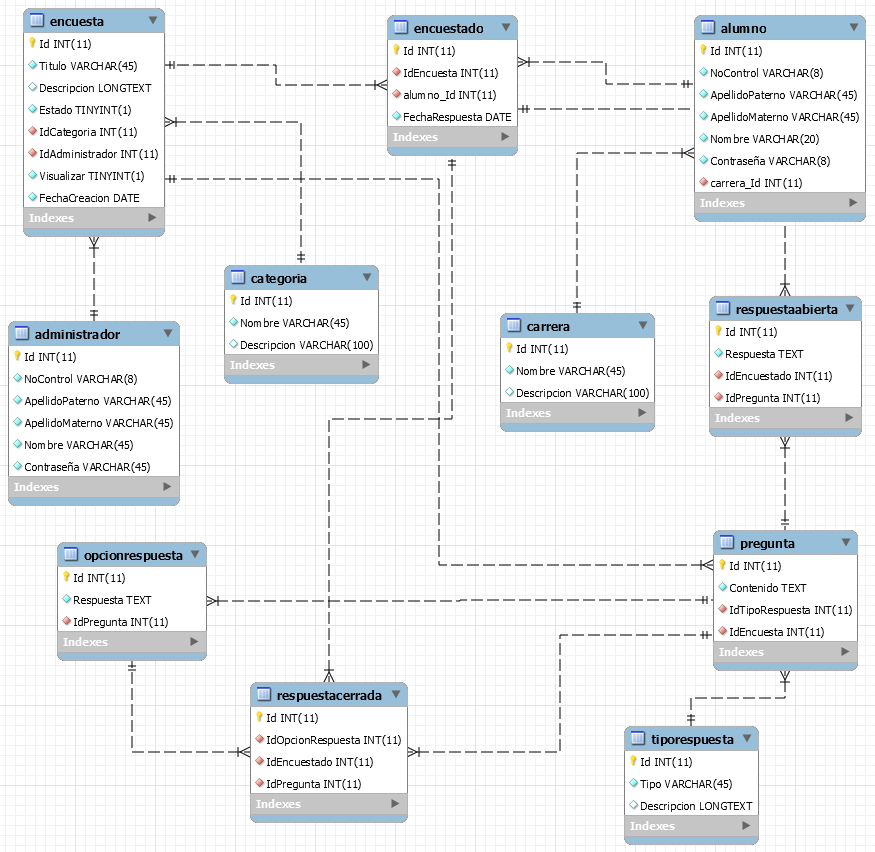 encuesta
Id INT(11)
Titulo VARCHAR(45)
Descripcion LONGTEXT
Estado TINYINT(1)
IdCategoria INT(11)
IdAdministrador INT(11)
Visualizar TINYINT(1)
FechaCreacion DATE
Indexes
encuestado
Id INT(11)
IdEncuesta INT(11)
alumno_Id INT(11)
FechaRespuesta DATE
Indexes
alumno
Id INT(11)
NoControl VARCHAR(8)
ApellidoPaterno VARCHAR(45)
ApellidoMaterno VARCHAR(45)
Nombre VARCHAR(20)
Contraseña VARCHAR(8)
carrera_Id INT(11)
Indexes
categoria
Id INT(11)
Nombre VARCHAR(45)
Descripcion VARCHAR(100)
Indexes
administrador
Id INT(11)
NoControl VARCHAR(8)
ApellidoPaterno VARCHAR(45)
ApellidoMaterno VARCHAR(45)
Nombre VARCHAR(45)
Contraseña VARCHAR(45)
Indexes
carrera
Id INT(11)
Nombre VARCHAR(45)
Descripcion VARCHAR(100)
Indexes
respuestaabierta
Id INT(11)
Respuesta TEXT
IdEncuestado INT(11)
IdPregunta INT(11)
Indexes
opcionrespuesta
Id INT(11)
Respuesta TEXT
IdPregunta INT(11)
Indexes
pregunta
Id INT(11)
Contenido TEXT
IdTipoRespuesta INT(11)
IdEncuesta INT(11)
Indexes
respuestacerrada
Id INT(11)
IdOpcionRespuesta INT(11)
IdEncuestado INT(11)
IdPregunta INT(11)
Indexes
tiporespuesta
Id INT(11)
Tipo VARCHAR(45)
Descripcion LONGTEXT
Indexes